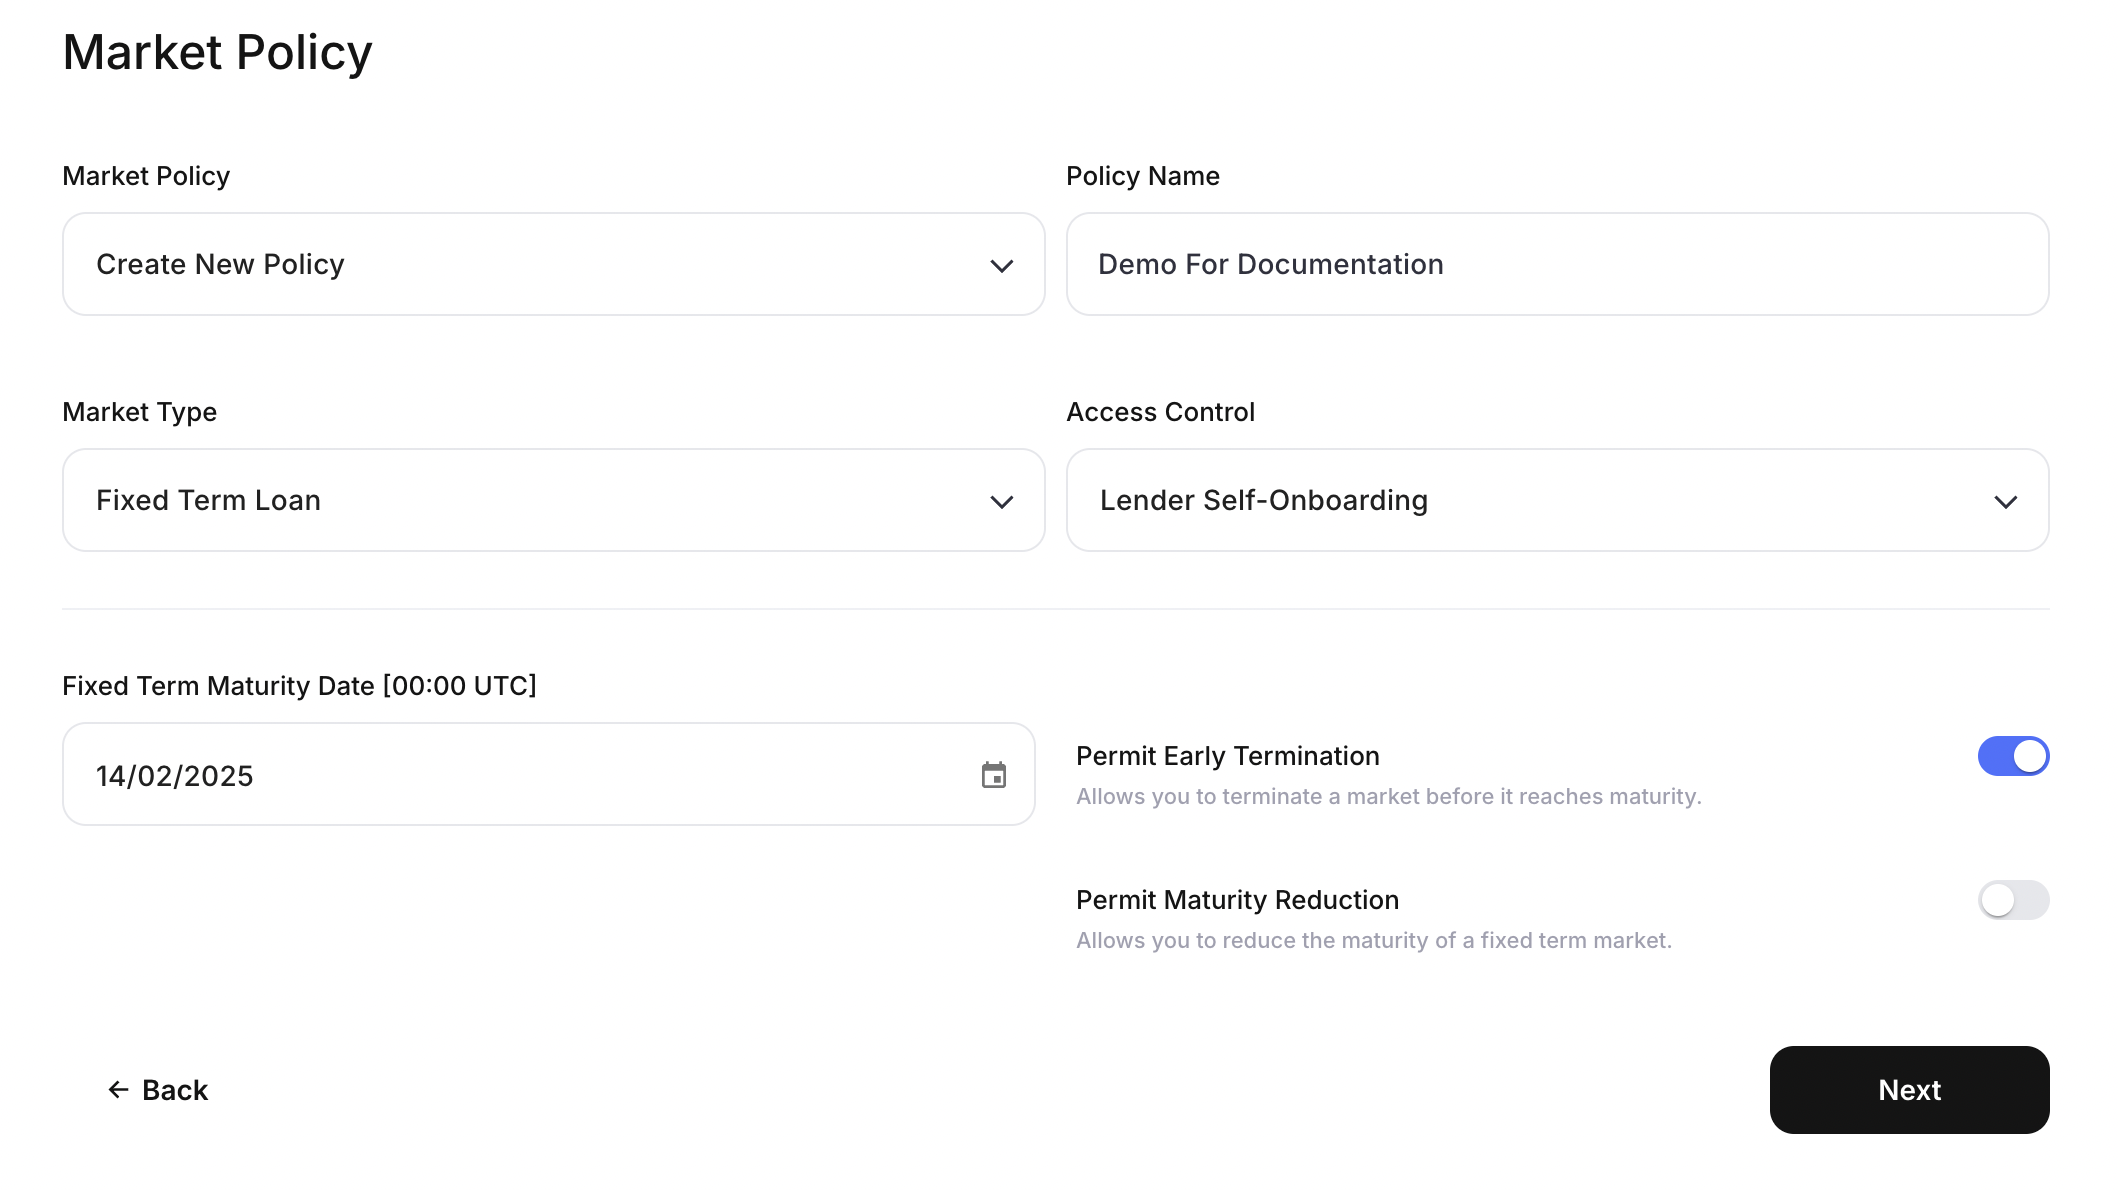 Market Policy
Market Policy
Policy Name
Create New Policy
Demo For Documentation
Market Type
Access Control
Fixed Term Loan
Lender Self-Onboarding
Fixed Term Maturity Date [00:00 UTC]
14/02/2025
Permit Early Termination
Allows you to terminate a market before it reaches maturity.
Permit Maturity Reduction
Allows you to reduce the maturity of a fixed term market.
← Back
Next